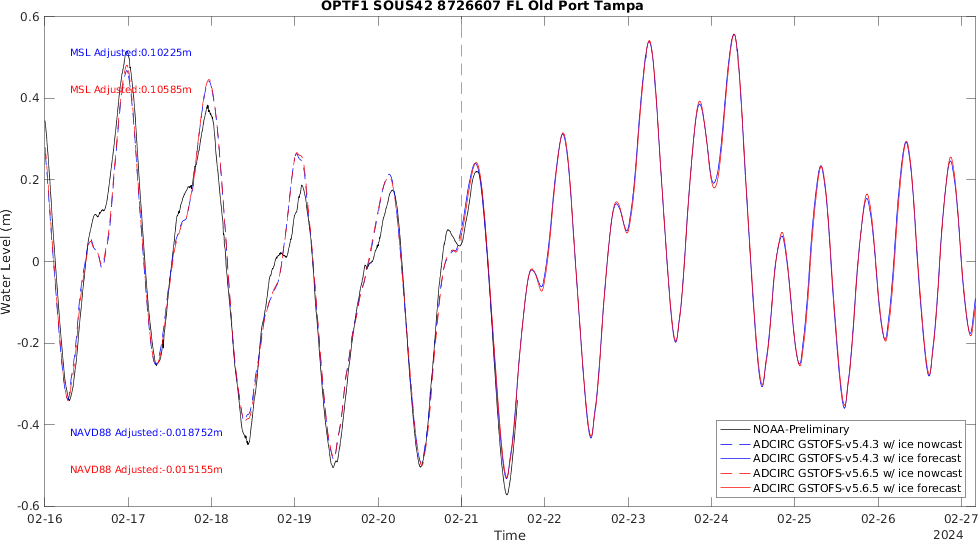 OPTF1 SOUS42 8726607 FL Old Port Tampa
0.6
0.4
0.2
0
-0.2
-0.4
-0.6
Water Level (m)
MSL Adjusted:0.10225m
MSL Adjusted:0.10585m
NAVD88 Adjusted:-0.018752m
NAVD88 Adjusted:-0.015155m
NOAA-Preliminary
ADCIRC GSTOFS-v5.4.3 w/ ice nowcast
ADCIRC GSTOFS-v5.4.3 w/ ice forecast
ADCIRC GSTOFS-v5.6.5 w/ ice nowcast
ADCIRC GSTOFS-v5.6.5 w/ ice forecast
02-16 02-17 02-18 02-19 02-20 02-21 02-22 02-23 02-24 02-25 02-26 02-27
Time
2024